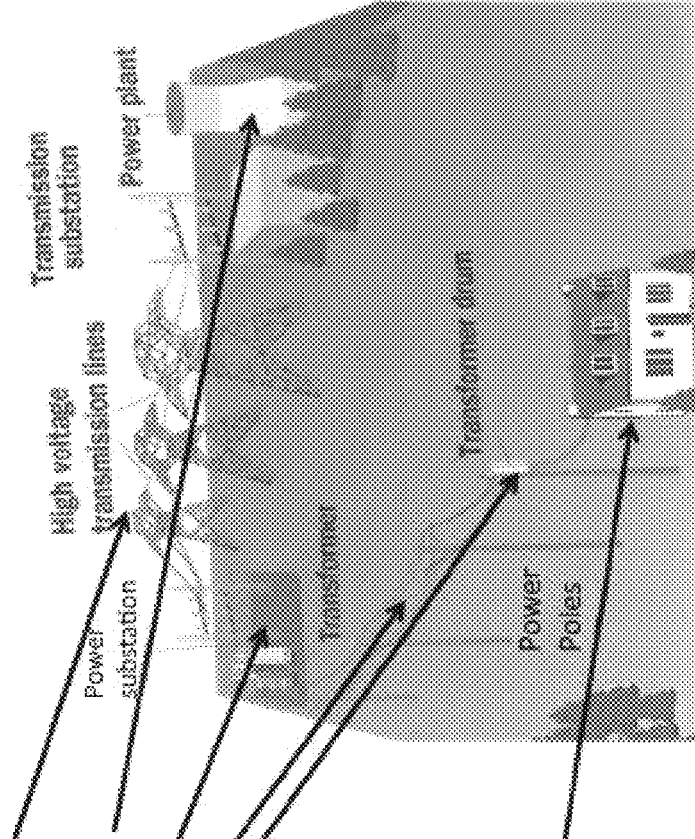 Power
substation
High voltage
transmission lines
Transmission
substation
Power plant
Transformer
Transformer drum
Power
Poles